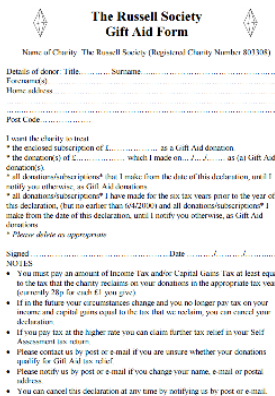 The Russell Society
Gift Aid Form
Name of Charity The Russell Society (Registered Charity Number 803308)
Details of donor Title..............Surname..............................
Forename(s)
Home address
Post Code
I want the charity to treat
* the enclosed subscription of £................., as a Gift Aid donation
* the donation(s) of £................. which I made on..../..../........ as (a) Gift Aid
donation(s).
* all donations/subscriptions* that I make from the date of this declaration, until I
notify you otherwise, as Gift Aid donations
* all donations/subscriptions* I have made for the six tax years prior to the year of
this declaration, (but no earlier than 6/4/2000) and all donations/subscriptions* I
make from the date of this declaration, until I notify you otherwise, as Gift Aid
donations
* Please delete as appropriate
Signed ........................................Date ........./........./.........
NOTES
• You must pay an amount of Income Tax and/or Capital Gains Tax at least equa
to the tax that the charity reclaims on your donations in the appropriate tax yea
(currently 28p for each £1 you give).
• If in the future your circumstances change and you no longer pay tax on your
income and capital gains equal to the tax that we reclaim, you can cancel your
declaration
• If you pay tax at the higher rate you can claim further tax relief in your Self
Assessment tax return
• Please contact us by post or e-mail if you are unsure whether your donations
qualify for Gift Aid tax relief
• Please notify us by post or e-mail if you change your name, e-mail or postal
address.
• You can cancel this declaration at any time by notifying us by post or e-mail.